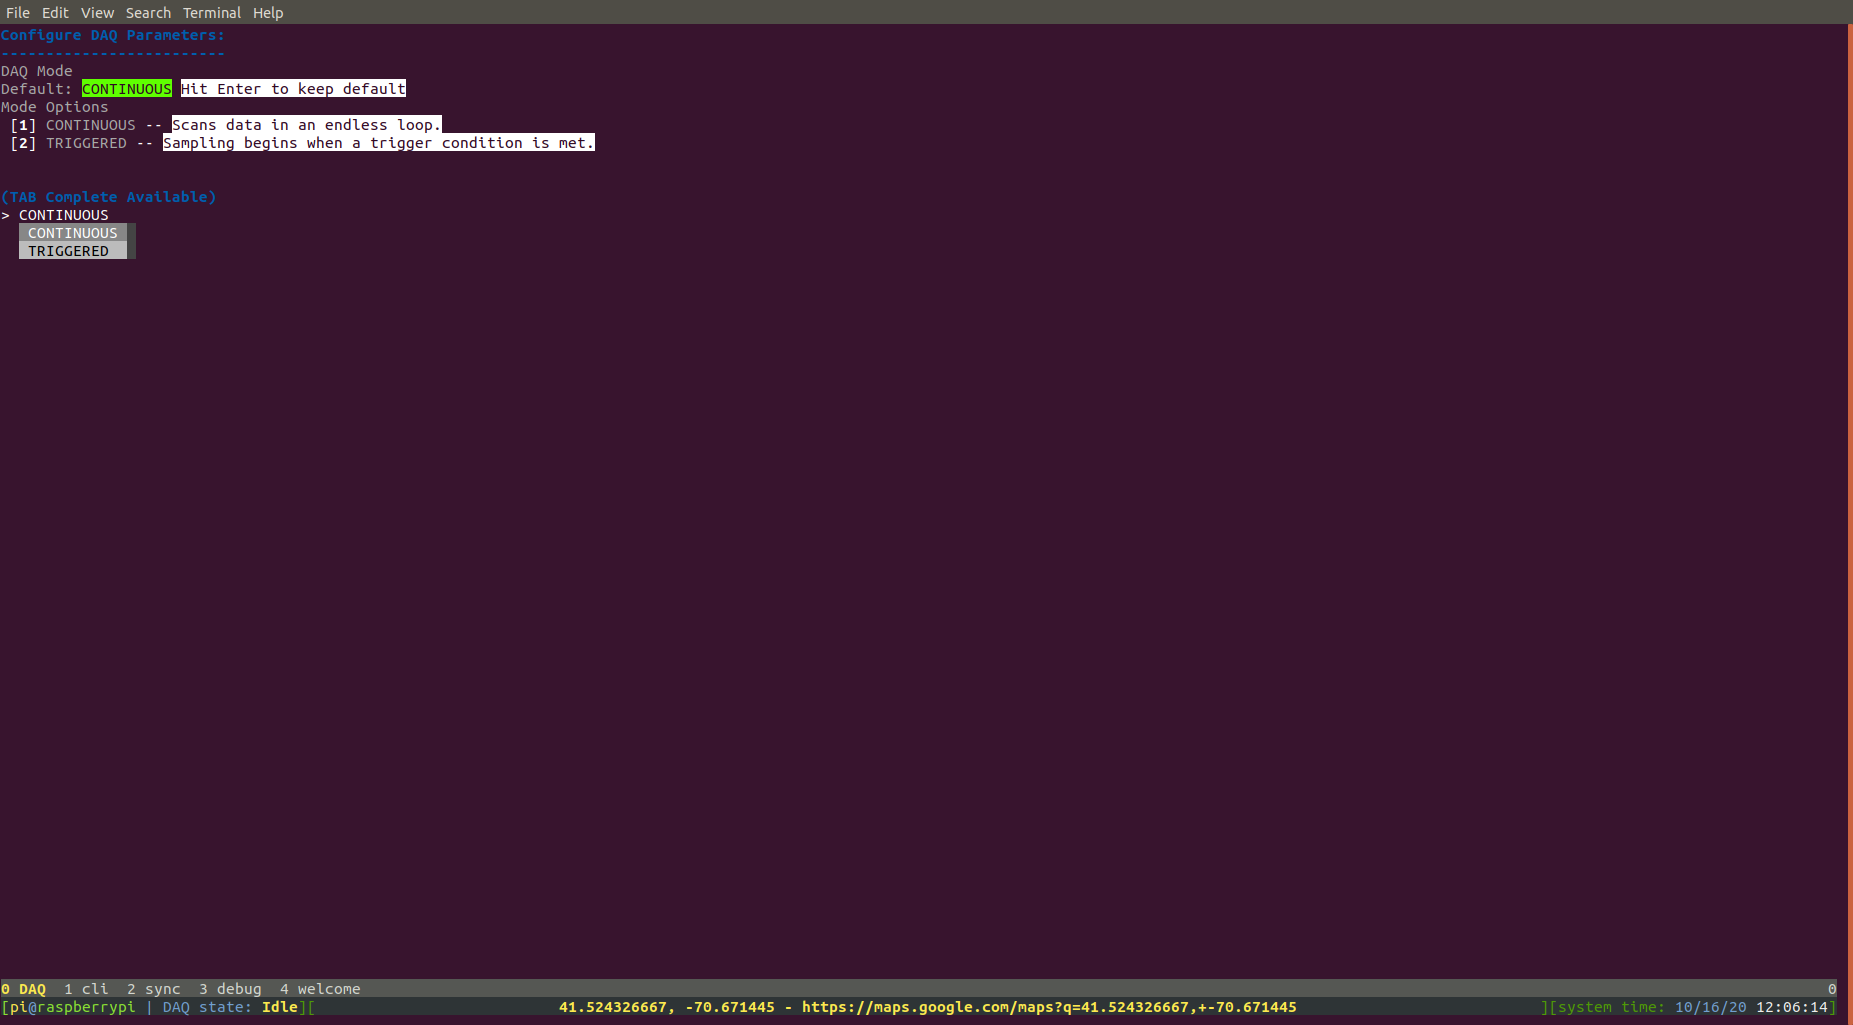 File Edit View Search Terminal Help
Configure DAQ Parameters:
-------------------------
DAQ Mode
Default: CONTINUOUS Hit Enter to keep default
Mode Options
[1] CONTINUOUS -- Scans data in an endless loop.
[2] TRIGGERED -- Sampling begins when a trigger condition is met.
(TAB Complete Available)
> CONTINUOUS
CONTINUOUS
TRIGGERED
0 DAQ 1 cli 2 sync 3 debug 4 welcome 0
[pi@raspberrypi | DAQ state: Idle][ 41.524326667, -70.671445 - https://maps.google.com/maps?q=41.524326667,+-70.671445 ][system time: 10/16/20 12:06:14]